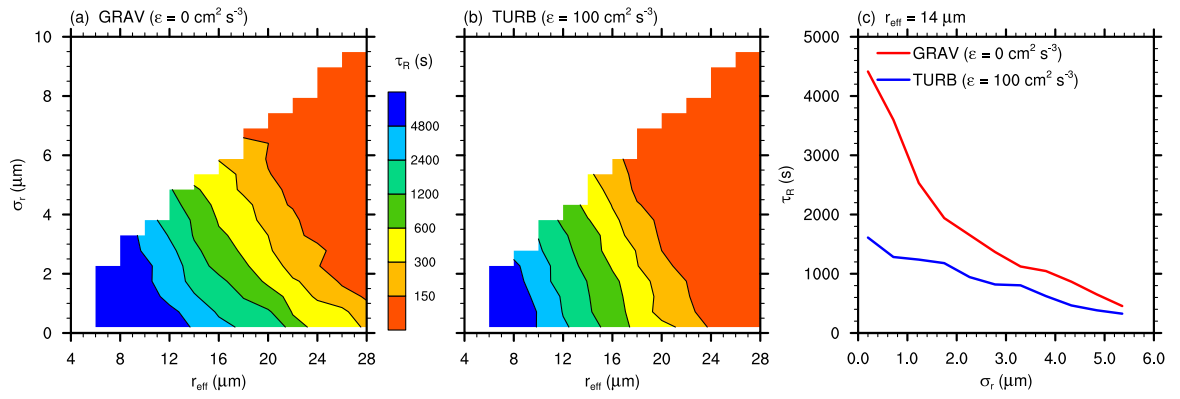 (a) GRAV (ε = 0 cm² s⁻³)
10
8
6
4
2
0
σᵣ (μm)
4 8 12 16 20 24 28
r_eff (μm)
τ_R (s)
4800
2400
1200
600
300
150
(b) TURB (ε = 100 cm² s⁻³)
4 8 12 16 20 24 28
r_eff (μm)
(c) r_eff = 14 μm
5000
4000
3000
2000
1000
0
τ_R (s)
GRAV (ε = 0 cm² s⁻³)
TURB (ε = 100 cm² s⁻³)
0.0 1.0 2.0 3.0 4.0 5.0 6.0
σᵣ (μm)